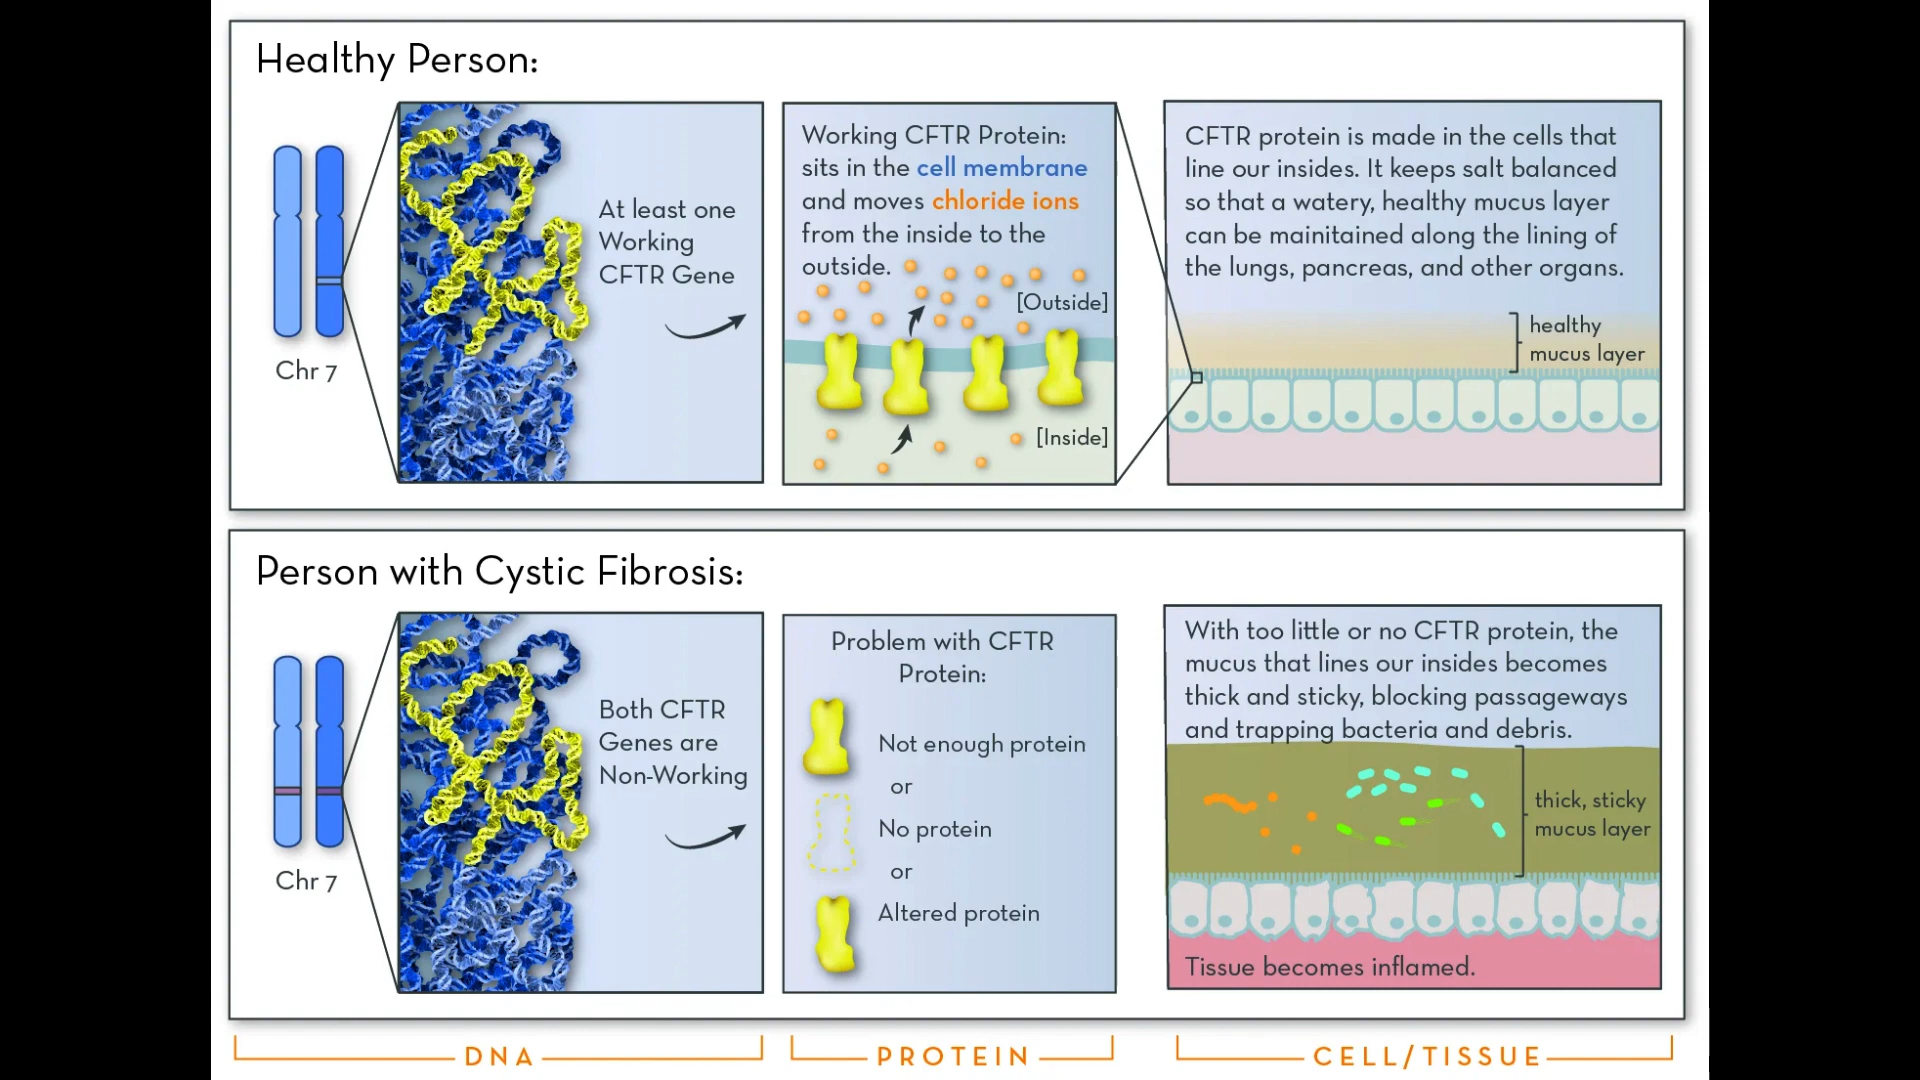 Healthy Person:
Chr 7
At least one
Working
CFTR Gene
Working CFTR Protein:
sits in the cell membrane
and moves chloride ions
from the inside to the
outside.
[Outside]
[Inside]
CFTR protein is made in the cells that
line our insides. It keeps salt balanced
so that a watery, healthy mucus layer
can be mainitained along the lining of
the lungs, pancreas, and other organs.
healthy
mucus layer
Person with Cystic Fibrosis:
Chr 7
Both CFTR
Genes are
Non-Working
Problem with CFTR
Protein:
Not enough protein
or
No protein
or
Altered protein
With too little or no CFTR protein, the
mucus that lines our insides becomes
thick and sticky, blocking passageways
and trapping bacteria and debris.
thick, sticky
mucus layer
Tissue becomes inflamed.
DNA
PROTEIN
CELL/TISSUE